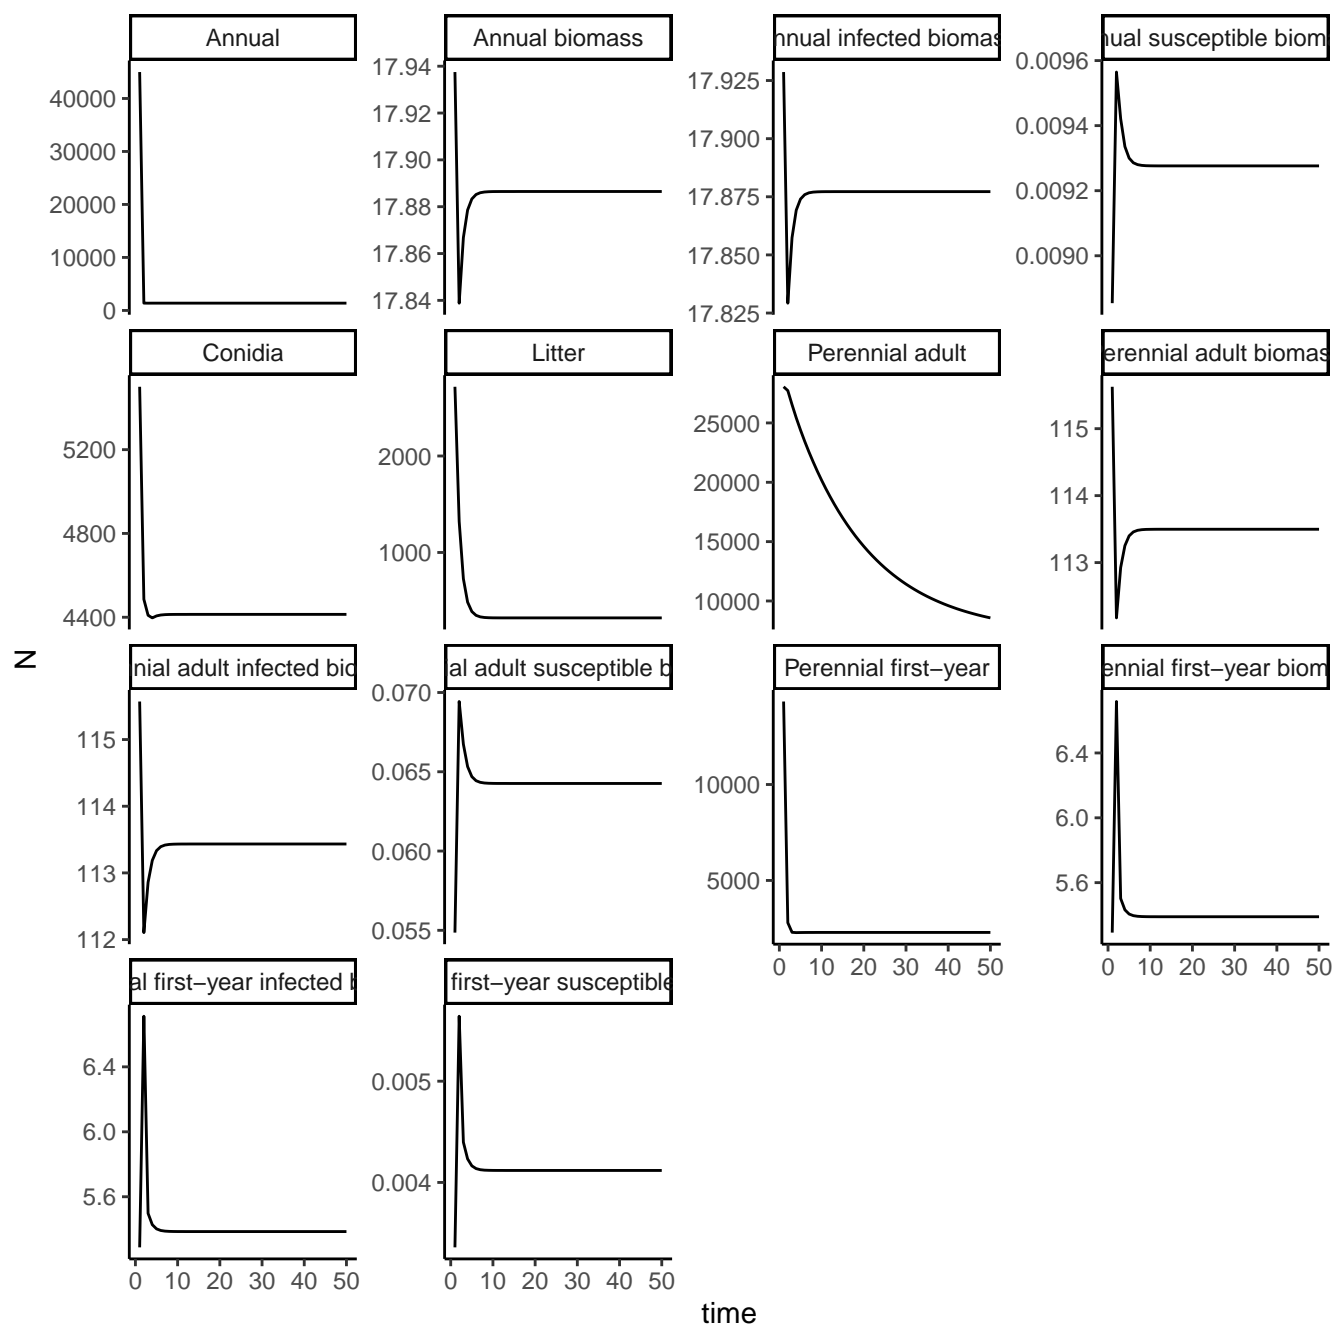 Annual
Annual biomass
nnual infected biomas
nual susceptible biom
40000
30000
20000
10000
0
17.94
17.92
17.90
17.88
17.86
17.84
17.925
17.900
17.875
17.850
17.825
0.0096
0.0094
0.0092
0.0090
Conidia
Litter
Perennial adult
erennial adult biomas
5200
4800
4400
2000
1000
25000
20000
15000
10000
115
114
113
N
nial adult infected bio
al adult susceptible b
Perennial first−year
ennial first−year biom
115
114
113
112
0.070
0.065
0.060
0.055
10000
5000
6.4
6.0
5.6
0 10 20 30 40 50
0 10 20 30 40 50
al first−year infected b
first−year susceptible
6.4
6.0
5.6
0.005
0.004
0 10 20 30 40 50
0 10 20 30 40 50
time